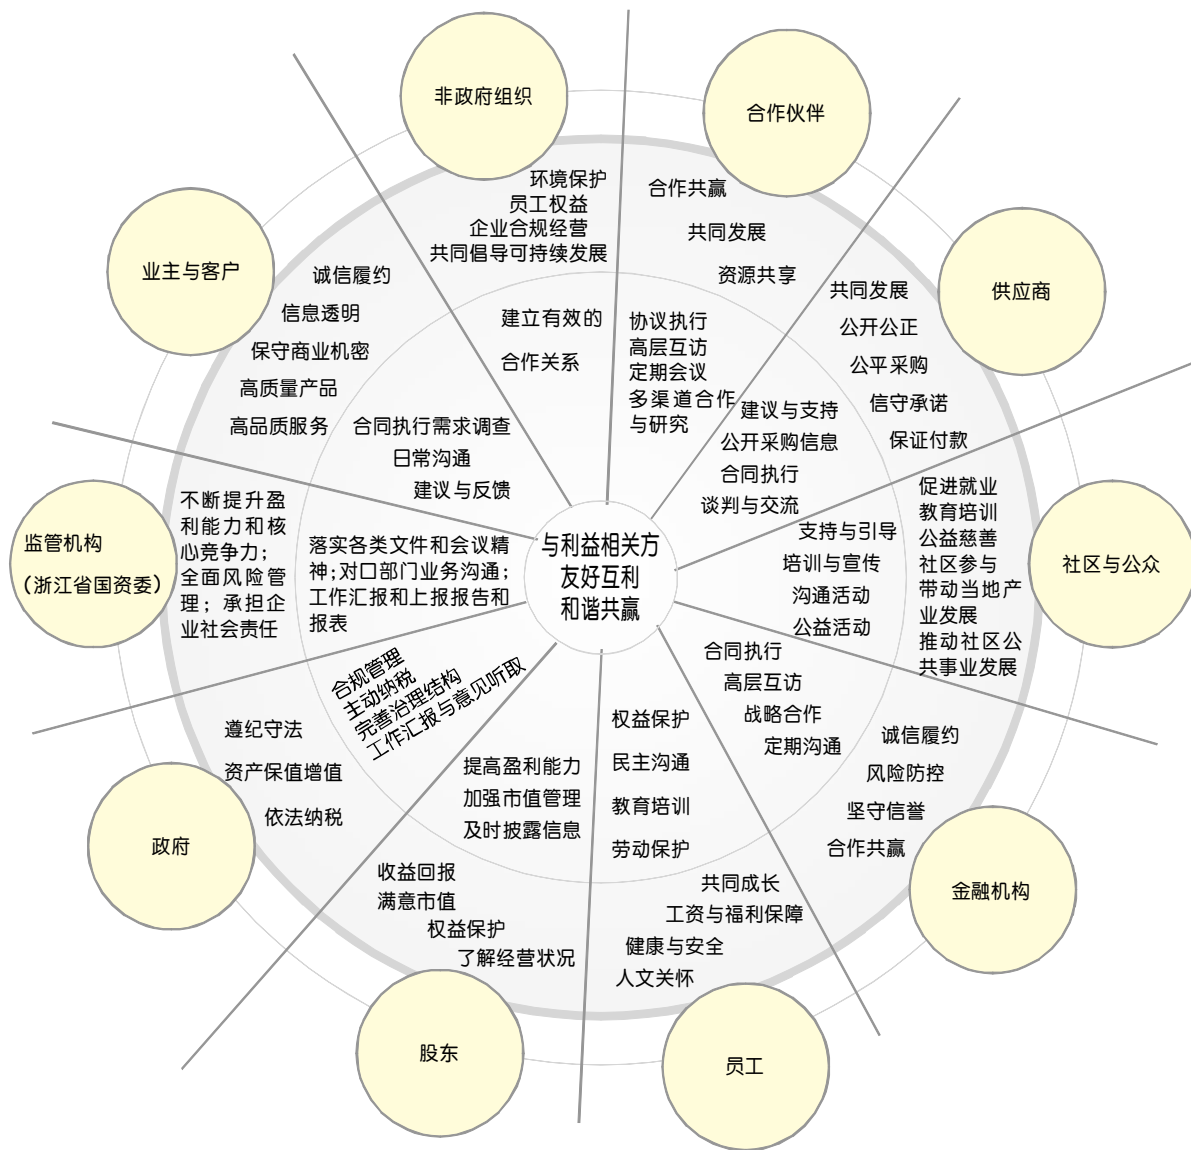 非政府组织
环境保护
员工权益
企业合规经营
共同倡导可持续发展
建立有效的
合作关系
合作伙伴
合作共赢
共同发展
资源共享
协议执行
高层互访
定期会议
多渠道合作
与研究
供应商
共同发展
公开公正
公平采购
信守承诺
保证付款
建议与支持
公开采购信息
合同执行
谈判与交流
社区与公众
促进就业
教育培训
公益慈善
社区参与
带动当地产
业发展
推动社区公
共事业发展
支持与引导
培训与宣传
沟通活动
公益活动
金融机构
诚信履约
风险防控
坚守信誉
合作共赢
合同执行
高层互访
战略合作
定期沟通
员工
共同成长
工资与福利保障
健康与安全
人文关怀
权益保护
民主沟通
教育培训
劳动保护
股东
收益回报
满意市值
权益保护
了解经营状况
提高盈利能力
加强市值管理
及时披露信息
政府
遵纪守法
资产保值增值
依法纳税
合规管理
主动纳税
完善治理结构
工作汇报与意见听取
监管机构
（浙江省国资委）
不断提升盈
利能力和核
心竞争力；
全面风险管
理；承担企
业社会责任
落实各类文件和会议精
神；对口部门业务沟通；
工作汇报和上报报告和
报表
业主与客户
诚信履约
信息透明
保守商业机密
高质量产品
高品质服务
合同执行需求调查
日常沟通
建议与反馈
与利益相关方
友好互利
和谐共赢